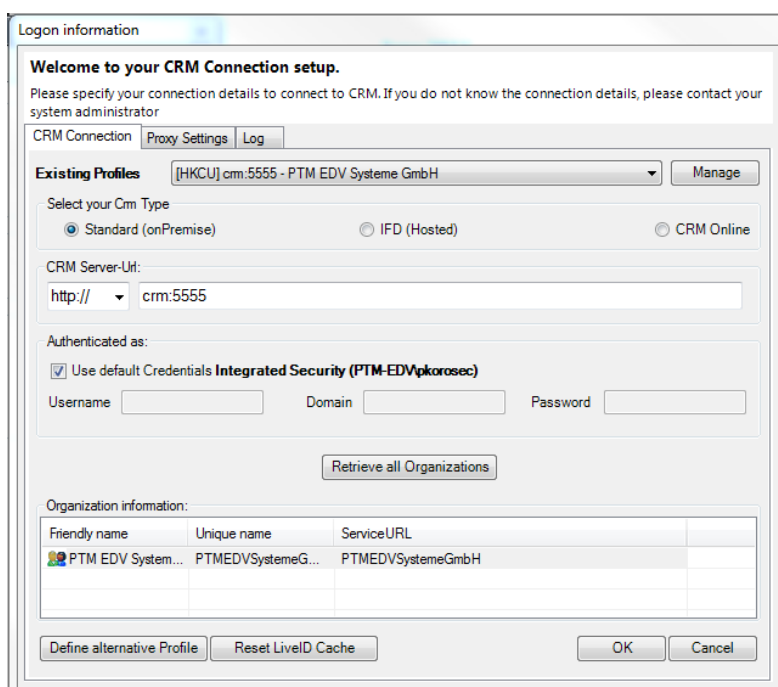 Logon information
Welcome to your CRM Connection setup.
Please specify your connection details to connect to CRM. If you do not know the connection details, please contact your
system administrator
CRM Connection Proxy Settings Log
Existing Profiles [HKCU] crm:5555 - PTM EDV Systeme GmbH Manage
Select your Crm Type
Standard (onPremise) IFD (Hosted) CRM Online
CRM Server-Url:
http:// crm:5555
Authenticated as:
Use default Credentials Integrated Security (PTM-EDV\pkorosec)
Username Domain Password
Retrieve all Organizations
Organization information:
Friendly name Unique name ServiceURL
PTM EDV System... PTMEDVSystemeG... PTMEDVSystemeGmbH
Define alternative Profile Reset LiveID Cache OK Cancel